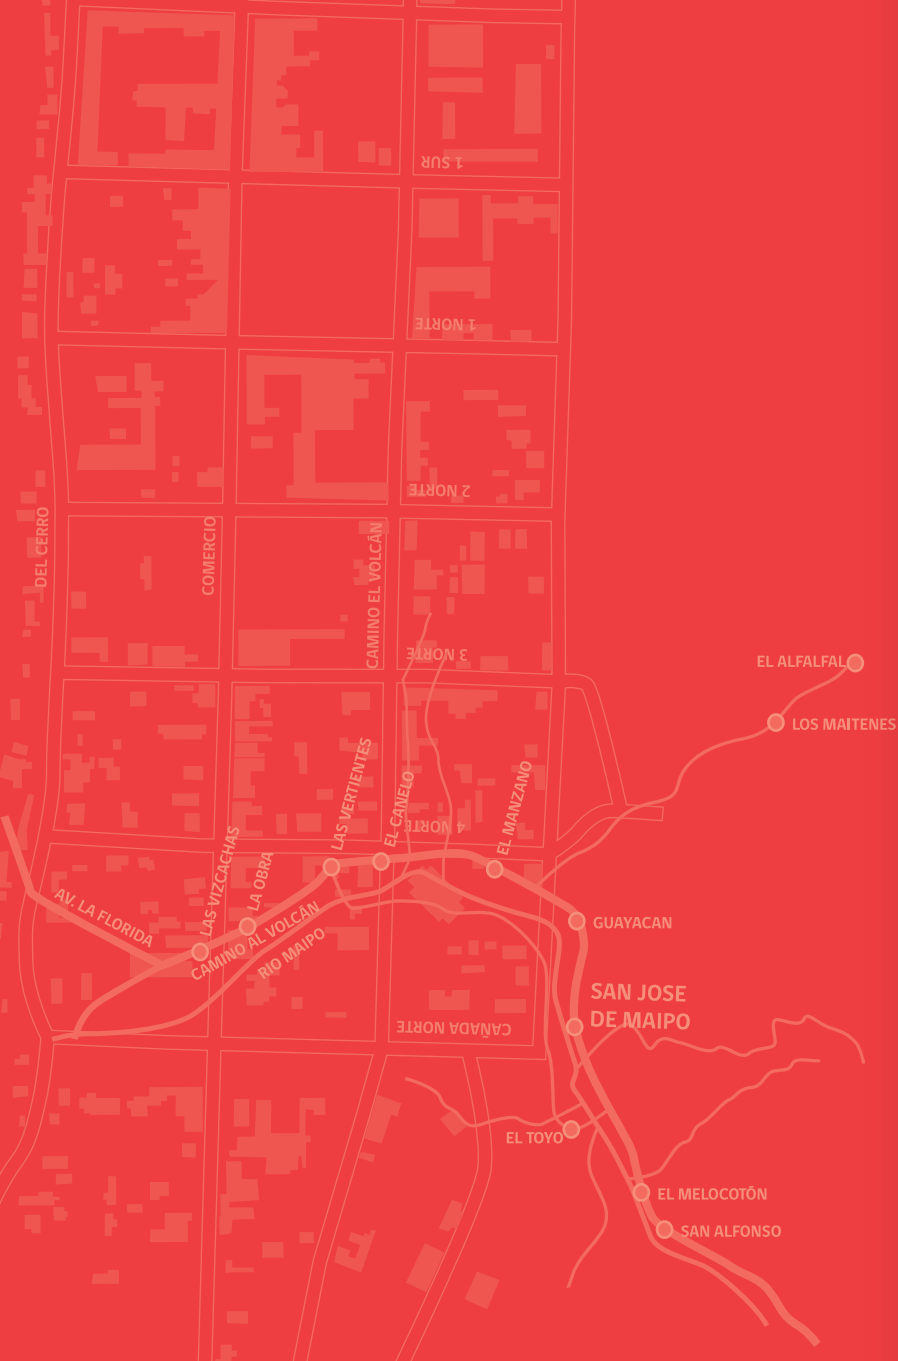 1 SUR
1 NORTE
2 NORTE
DEL CERRO
COMERCIO
CAMINO EL VOLCÁN
3 NORTE
EL ALFALFAL
LOS MAITENES
LAS VERTIENTES
EL CANELO
EL MANZANO
4 NORTE
LAS VIZCACHAS
LA OBRA
AV. LA FLORIDA
CAMINO AL VOLCÁN
RIO MAIPO
GUAYACAN
SAN JOSE
DE MAIPO
CAÑADA NORTE
EL TOYO
EL MELOCOTÓN
SAN ALFONSO